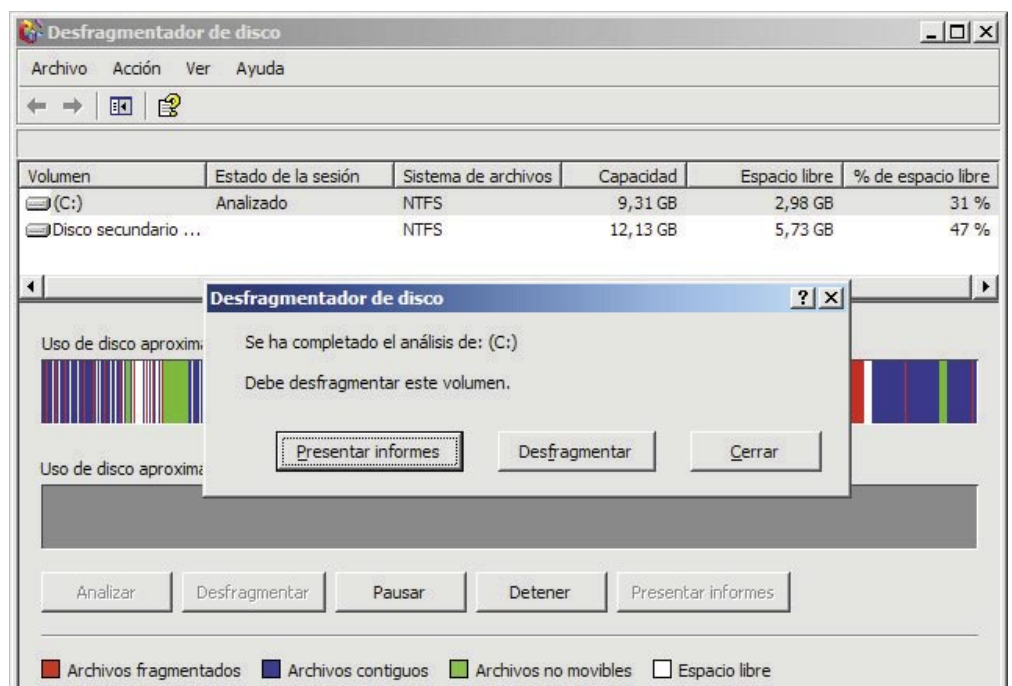 Desfragmentador de disco
Archivo Acción Ver Ayuda
Volumen Estado de la sesión Sistema de archivos Capacidad Espacio libre % de espacio libre
(C:) Analizado NTFS 9,31 GB 2,98 GB 31 %
Disco secundario ... NTFS 12,13 GB 5,73 GB 47 %
Desfragmentador de disco
Se ha completado el análisis de: (C:)
Debe desfragmentar este volumen.
Presentar informes Desfragmentar Cerrar
Uso de disco aproxima
Uso de disco aproxima
Analizar Desfragmentar Pausar Detener Presentar informes
Archivos fragmentados Archivos contiguos Archivos no movibles Espacio libre